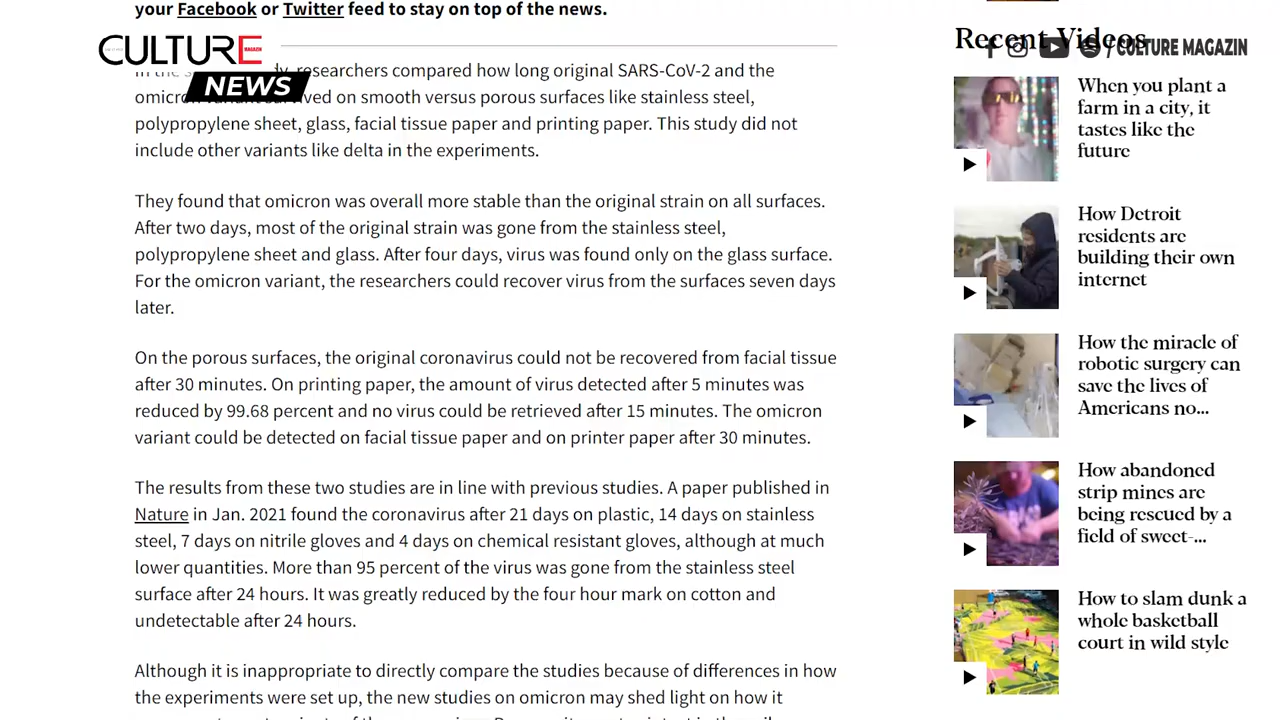 your Facebook or Twitter feed to stay on top of the news.
CULTURE
MAGAZIN
NEWS
Recent Videos
/ CULTURE MAGAZIN
researchers compared how long original SARS-CoV-2 and the
omicron variant survived on smooth versus porous surfaces like stainless steel,
polypropylene sheet, glass, facial tissue paper and printing paper. This study did not
include other variants like delta in the experiments.
They found that omicron was overall more stable than the original strain on all surfaces.
After two days, most of the original strain was gone from the stainless steel,
polypropylene sheet and glass. After four days, virus was found only on the glass surface.
For the omicron variant, the researchers could recover virus from the surfaces seven days
later.
On the porous surfaces, the original coronavirus could not be recovered from facial tissue
after 30 minutes. On printing paper, the amount of virus detected after 5 minutes was
reduced by 99.68 percent and no virus could be retrieved after 15 minutes. The omicron
variant could be detected on facial tissue paper and on printer paper after 30 minutes.
The results from these two studies are in line with previous studies. A paper published in
Nature in Jan. 2021 found the coronavirus after 21 days on plastic, 14 days on stainless
steel, 7 days on nitrile gloves and 4 days on chemical resistant gloves, although at much
lower quantities. More than 95 percent of the virus was gone from the stainless steel
surface after 24 hours. It was greatly reduced by the four hour mark on cotton and
undetectable after 24 hours.
Although it is inappropriate to directly compare the studies because of differences in how
the experiments were set up, the new studies on omicron may shed light on how it
When you plant a
farm in a city, it
tastes like the
future
How Detroit
residents are
building their own
internet
How the miracle of
robotic surgery can
save the lives of
Americans no...
How abandoned
strip mines are
being rescued by a
field of sweet-...
How to slam dunk a
whole basketball
court in wild style